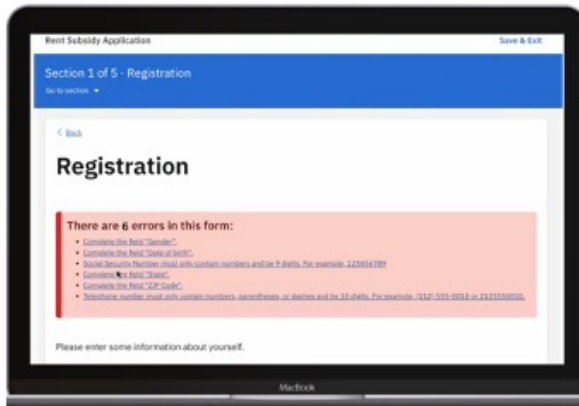 Rent Subsidy Application
Save & Exit
Section 1 of 5 - Registration
Go to section
Back
Registration
There are 6 errors in this form:
Complete the field "Gender".
Complete the field "Date of birth".
Social Security Number must only contain numbers and be 9 digits. For example, 123456789
Complete the field "State".
Complete the field "ZIP Code".
Telephone number must only contain numbers, parentheses, or dashes and be 10 digits. For example, (212) 555-0013 or 2125550010.
Please enter some information about yourself.
MacBook